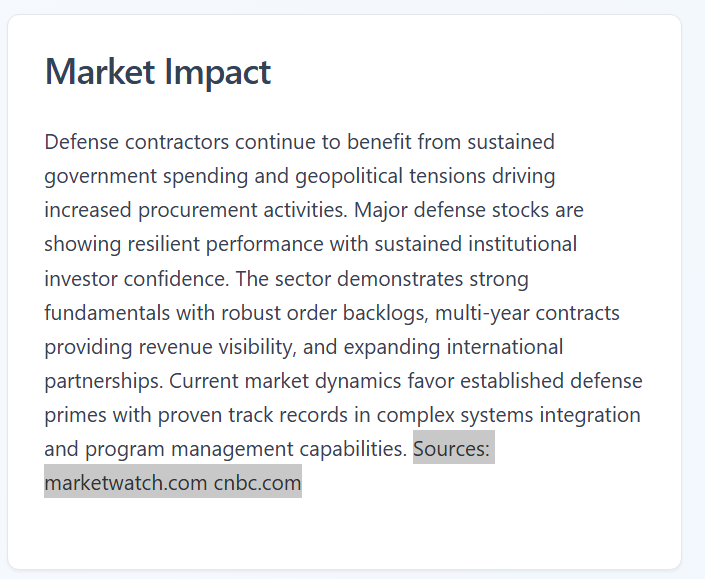 Market Impact
Defense contractors continue to benefit from sustained
government spending and geopolitical tensions driving
increased procurement activities. Major defense stocks are
showing resilient performance with sustained institutional
investor confidence. The sector demonstrates strong
fundamentals with robust order backlogs, multi-year contracts
providing revenue visibility, and expanding international
partnerships. Current market dynamics favor established defense
primes with proven track records in complex systems integration
and program management capabilities. Sources:
marketwatch.com cnbc.com